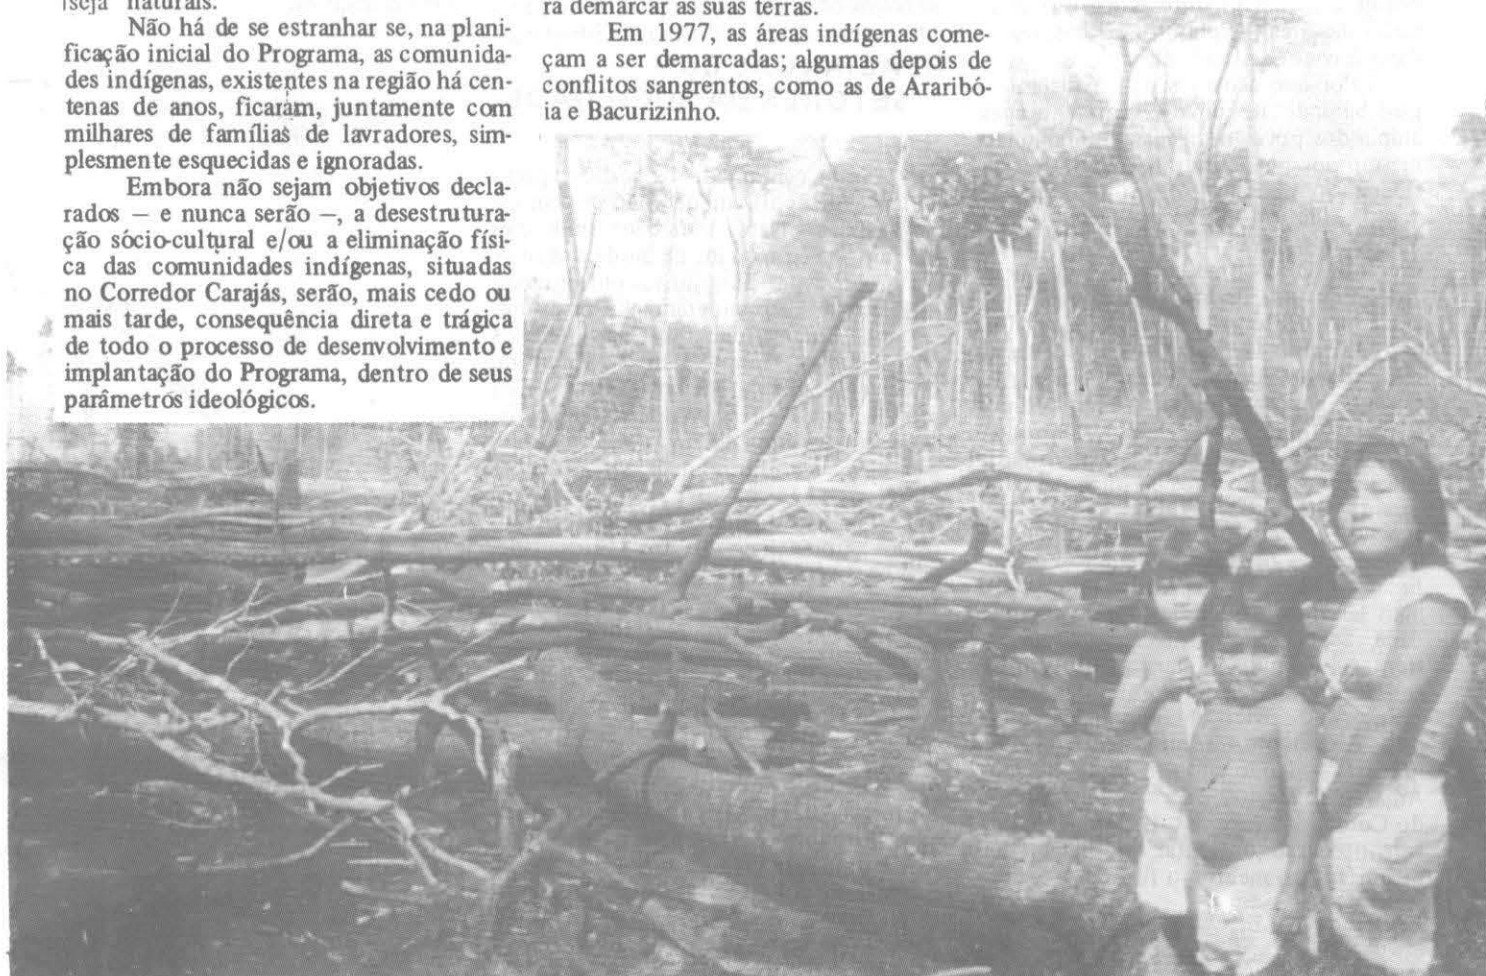 naturais.
Não há de se estranhar se, na plani-
ficação inicial do Programa, as comunida-
des indígenas, existentes na região há cen-
tenas de anos, ficaram, juntamente com
milhares de famílias de lavradores, sim-
plesmente esquecidas e ignoradas.
Embora não sejam objetivos decla-
rados — e nunca serão —, a desestrutura-
ção sócio-cultural e/ou a eliminação físi-
ca das comunidades indígenas, situadas
no Corredor Carajás, serão, mais cedo ou
mais tarde, consequência direta e trágica
de todo o processo de desenvolvimento e
implantação do Programa, dentro de seus
parâmetros ideológicos.
ra demarcar as suas terras.
Em 1977, as áreas indígenas come-
çam a ser demarcadas; algumas depois de
conflitos sangrentos, como as de Araribó-
ia e Bacurizinho.